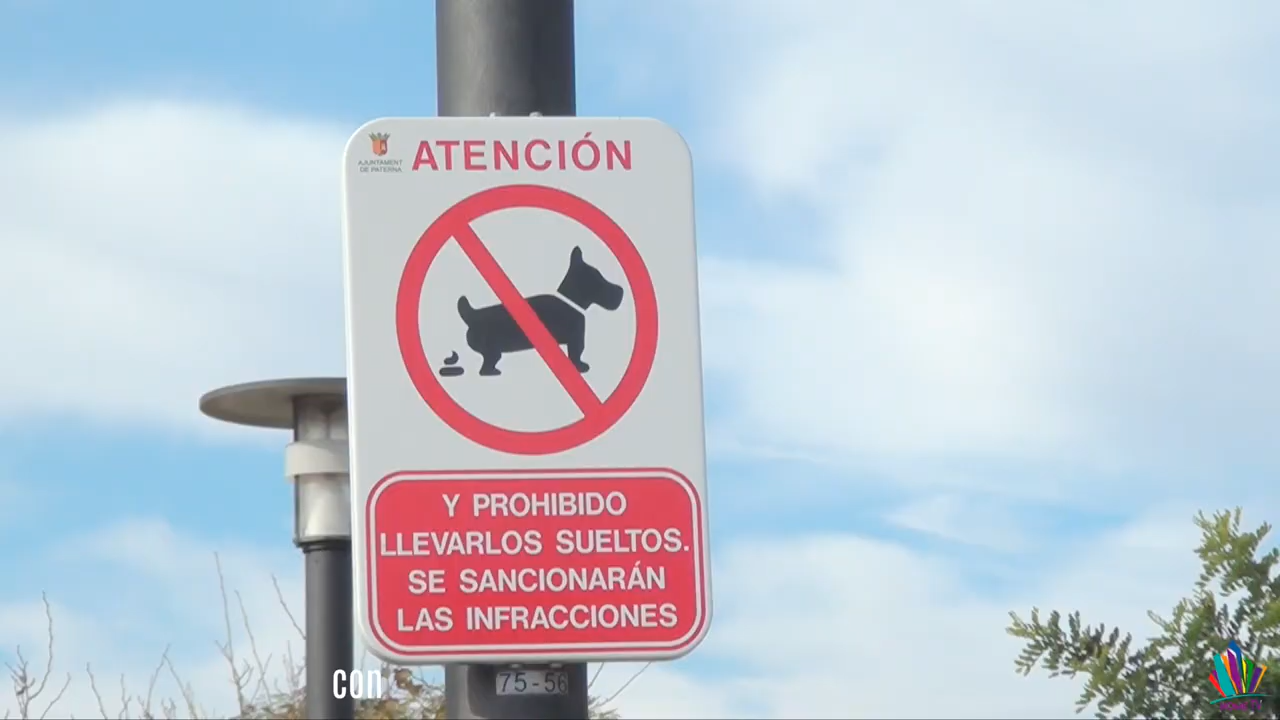 AJUNTAMENT
DE PATERNA
ATENCIÓN
Y PROHIBIDO
LLEVARLOS SUELTOS.
SE SANCIONARÁN
LAS INFRACCIONES
75-56
con